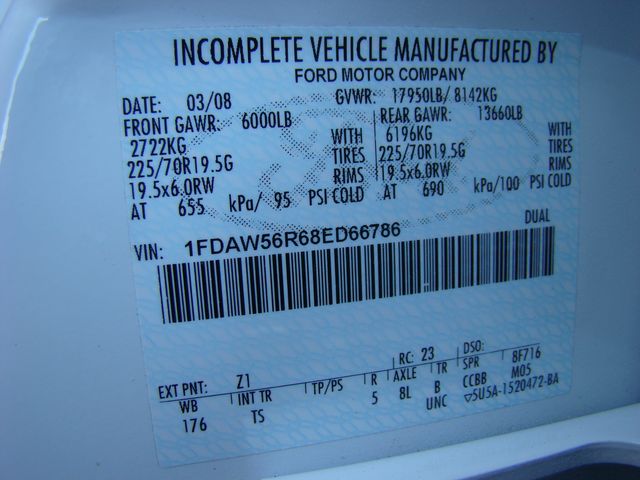 INCOMPLETE VEHICLE MANUFACTURED BY
FORD MOTOR COMPANY
DATE: 03/08 GVWR: 17950LB/ 8142KG
FRONT GAWR: 6000LB REAR GAWR: 13660LB
2722KG WITH 6196KG WITH
225/70R19.5G TIRES 225/70R19.5G TIRES
19.5x6.0RW RIMS 19.5x6.0RW RIMS
AT 655 kPa/ 95 PSI COLD AT 690 kPa/100 PSI COLD
DUAL
VIN: 1FDAW56R68ED66786
EXT PNT: Z1 RC: 23 DSO:
WB INT TR TP/PS R AXLE TR SPR 8F716
176 TS 5 8L B CCBB M05
UNC ▽5U5A-1520472-BA